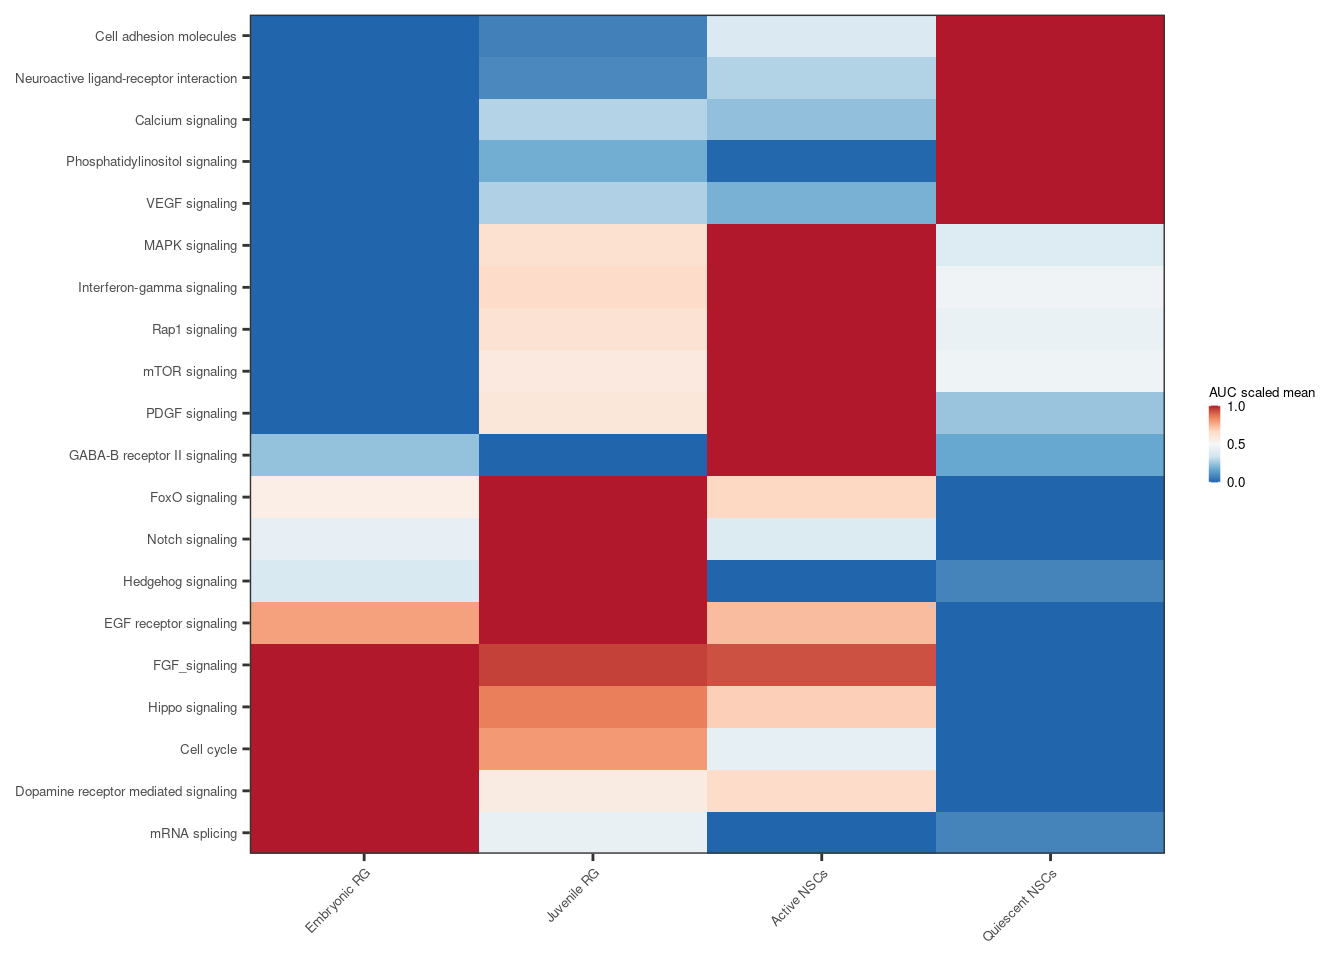 Cell adhesion molecules
Neuroactive ligand-receptor interaction
Calcium signaling
Phosphatidylinositol signaling
VEGF signaling
MAPK signaling
Interferon-gamma signaling
Rap1 signaling
mTOR signaling
PDGF signaling
GABA-B receptor II signaling
FoxO signaling
Notch signaling
Hedgehog signaling
EGF receptor signaling
FGF_signaling
Hippo signaling
Cell cycle
Dopamine receptor mediated signaling
mRNA splicing
Embryonic RG
Juvenile RG
Active NSCs
Quiescent NSCs
AUC scaled mean
1.0
0.5
0.0